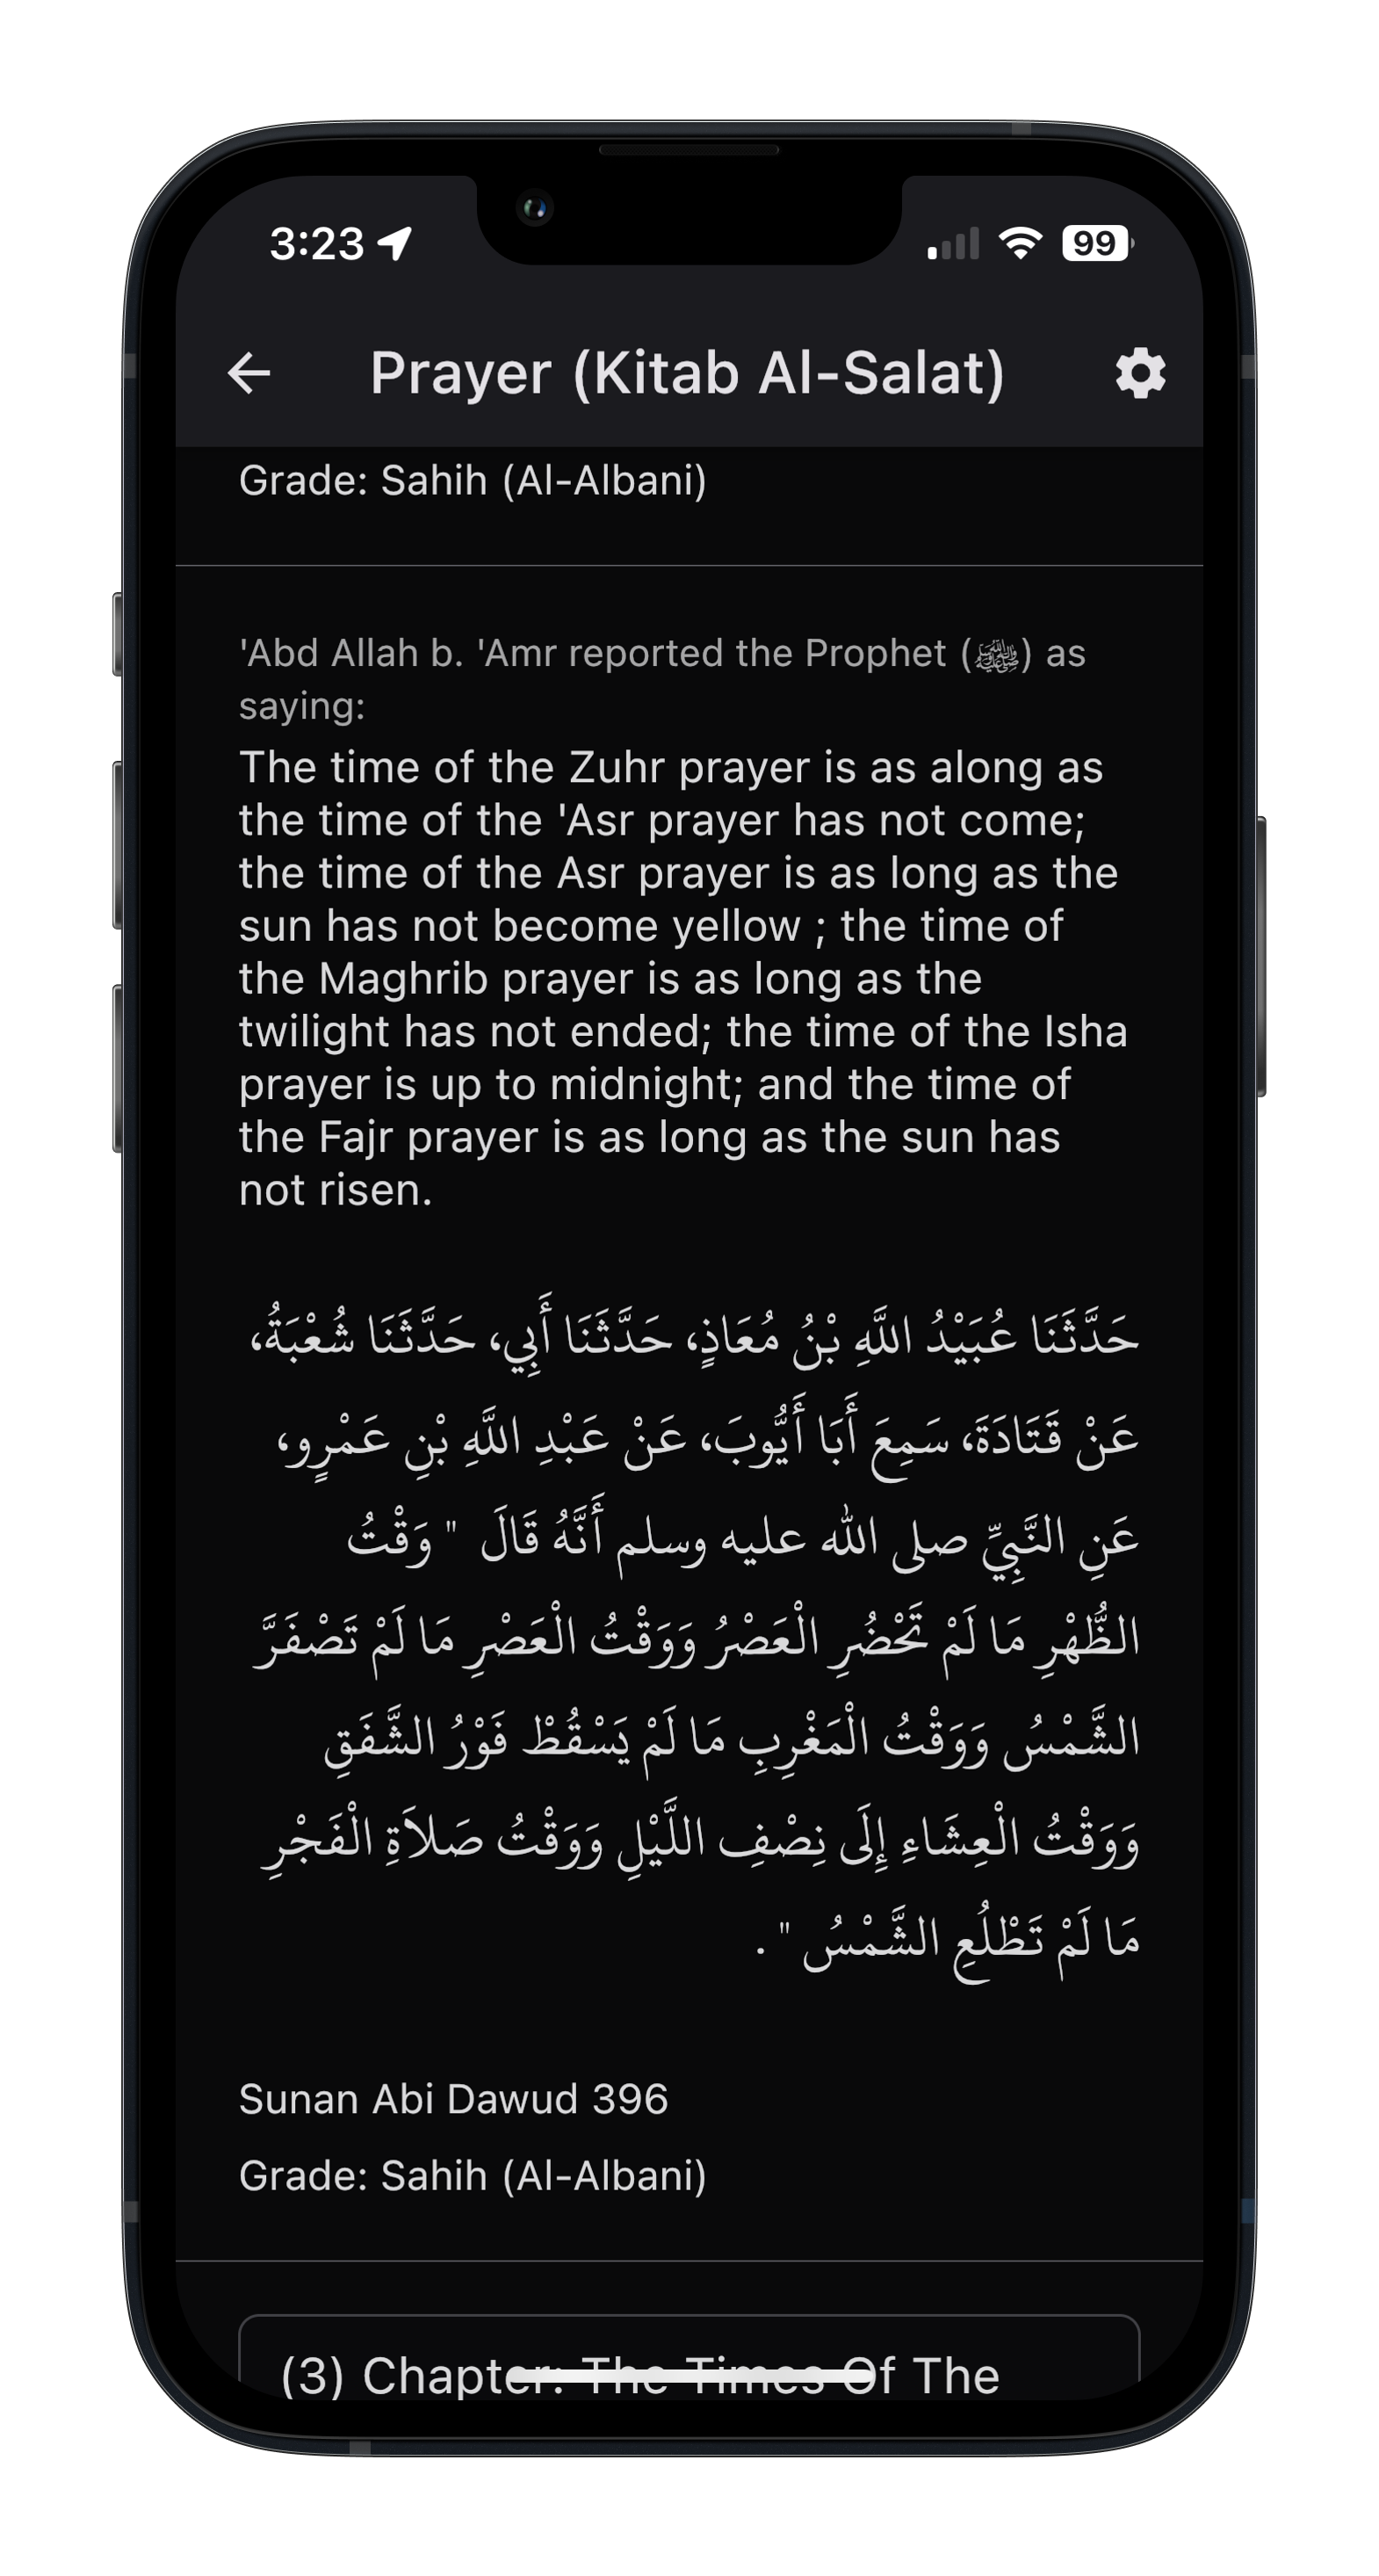 3:23
99
Prayer (Kitab Al-Salat)
Grade: Sahih (Al-Albani)
'Abd Allah b. 'Amr reported the Prophet (ﷺ) as
saying:
The time of the Zuhr prayer is as along as
the time of the 'Asr prayer has not come;
the time of the Asr prayer is as long as the
sun has not become yellow ; the time of
the Maghrib prayer is as long as the
twilight has not ended; the time of the Isha
prayer is up to midnight; and the time of
the Fajr prayer is as long as the sun has
not risen.
حَدَّثَنَا عُبَيْدُ اللَّهِ بْنُ مُعَاذٍ، حَدَّثَنَا أَبِي، حَدَّثَنَا شُعْبَةُ،
عَنْ قَتَادَةَ، سَمِعَ أَبَا أَيُّوبَ، عَنْ عَبْدِ اللَّهِ بْنِ عَمْرٍو،
عَنِ النَّبِيِّ صلى الله عليه وسلم أَنَّهُ قَالَ " وَقْتُ
الظُّهْرِ مَا لَمْ تَحْضُرِ الْعَصْرُ وَوَقْتُ الْعَصْرِ مَا لَمْ تَصْفَرَّ
الشَّمْسُ وَوَقْتُ الْمَغْرِبِ مَا لَمْ يَسْقُطْ فَوْرُ الشَّفَقِ
وَوَقْتُ الْعِشَاءِ إِلَى نِصْفِ اللَّيْلِ وَوَقْتُ صَلاَةِ الْفَجْرِ
مَا لَمْ تَطْلُعِ الشَّمْسُ " .
Sunan Abi Dawud 396
Grade: Sahih (Al-Albani)
(3) Chapter: The Times Of The